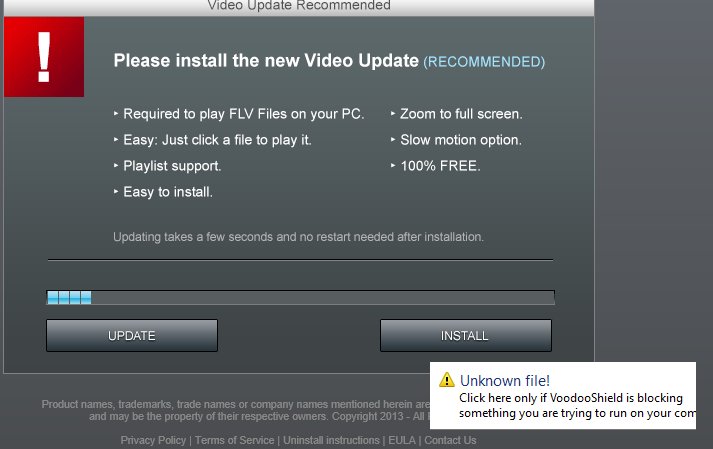 Video Update Recommended
!
Please install the new Video Update (RECOMMENDED)
‣ Required to play FLV Files on your PC.
‣ Easy: Just click a file to play it.
‣ Playlist support.
‣ Easy to install.
‣ Zoom to full screen.
‣ Slow motion option.
‣ 100% FREE.
Updating takes a few seconds and no restart needed after installation.
UPDATE
INSTALL
Unknown file!
Click here only if VoodooShield is blocking
something you are trying to run on your com
Product names, trademarks, trade names or company names mentioned herein are
and may be the property of their respective owners. Copyright 2013 - All
Privacy Policy | Terms of Service | Uninstall instructions | EULA | Contact Us